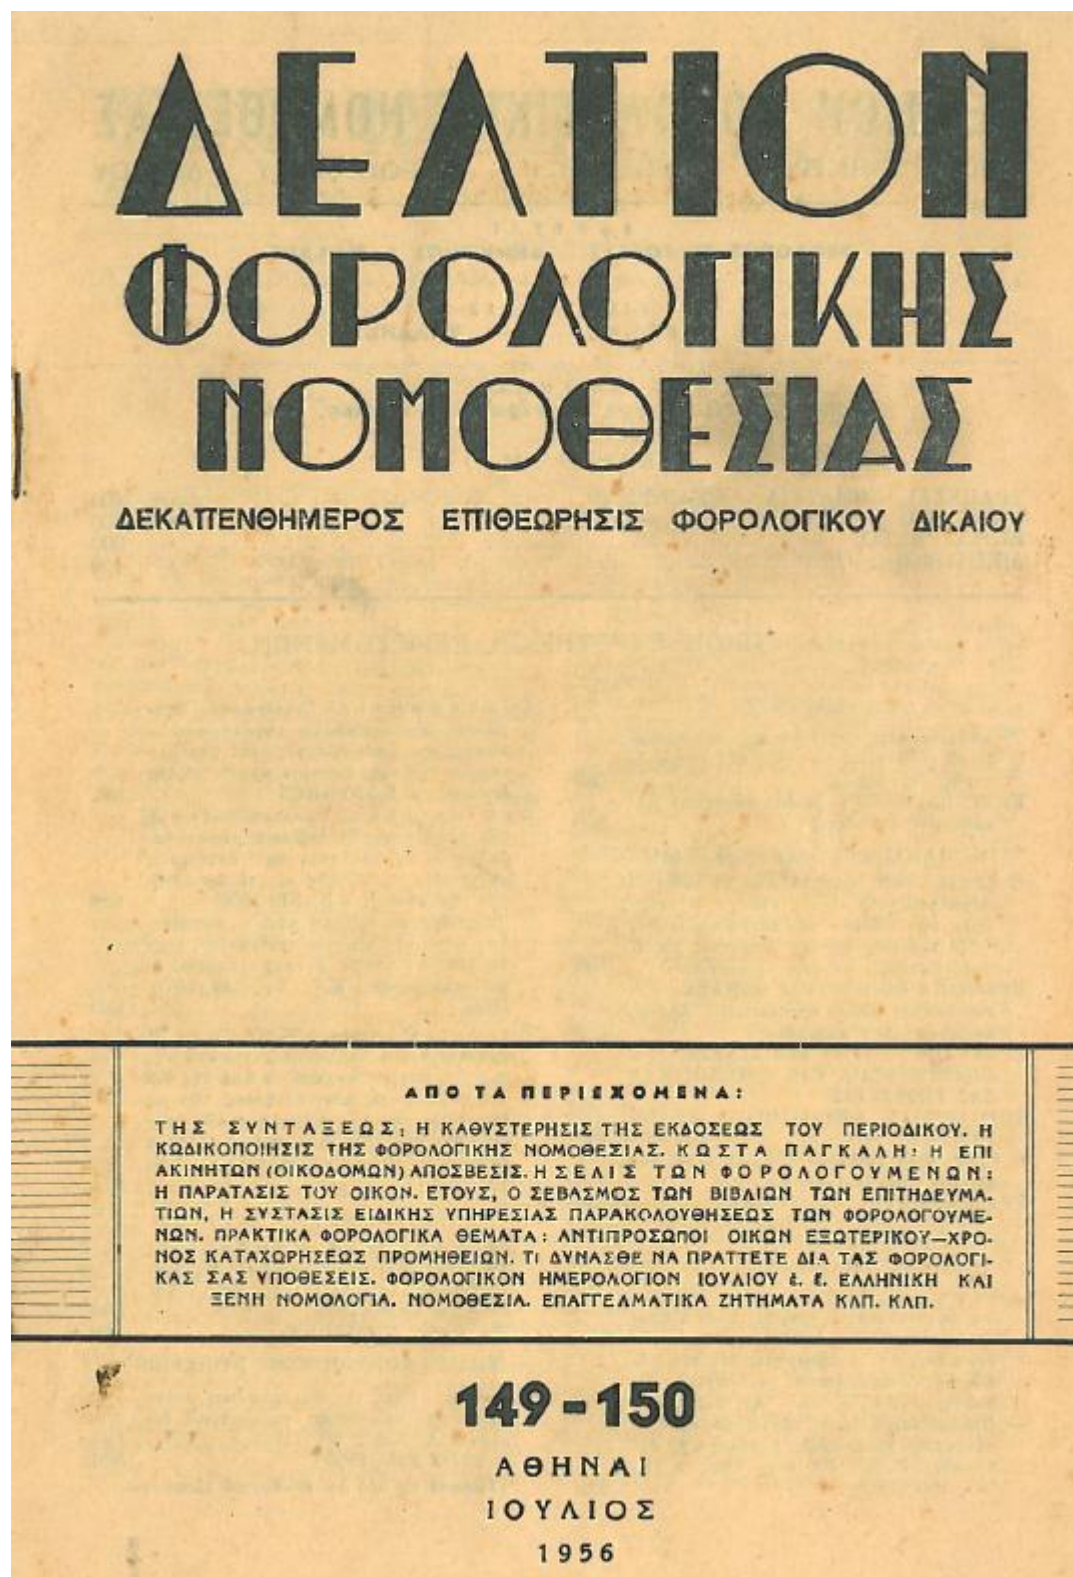 ΔΕΛΤΙΟΝ
ΦΟΡΟΛΟΓΙΚΗΣ
ΝΟΜΟΘΕΣΙΑΣ
ΔΕΚΑΠΕΝΘΗΜΕΡΟΣ ΕΠΙΘΕΩΡΗΣΙΣ ΦΟΡΟΛΟΓΙΚΟΥ ΔΙΚΑΙΟΥ
ΑΠΟ ΤΑ ΠΕΡΙΕΧΟΜΕΝΑ:
ΤΗΣ ΣΥΝΤΑΞΕΩΣ: Η ΚΑΘΥΣΤΕΡΗΣΙΣ ΤΗΣ ΕΚΔΟΣΕΩΣ ΤΟΥ ΠΕΡΙΟΔΙΚΟΥ. Η
ΚΩΔΙΚΟΠΟΙΗΣΙΣ ΤΗΣ ΦΟΡΟΛΟΓΙΚΗΣ ΝΟΜΟΘΕΣΙΑΣ. ΚΩΣΤΑ ΠΑΓΚΑΛΗ: Η ΕΠΙ
ΑΚΙΝΗΤΩΝ (ΟΙΚΟΔΟΜΩΝ) ΑΠΟΣΒΕΣΙΣ. Η ΣΕΛΙΣ ΤΩΝ ΦΟΡΟΛΟΓΟΥΜΕΝΩΝ:
Η ΠΑΡΑΤΑΣΙΣ ΤΟΥ ΟΙΚΟΝ. ΕΤΟΥΣ, Ο ΣΕΒΑΣΜΟΣ ΤΩΝ ΒΙΒΛΙΩΝ ΤΩΝ ΕΠΙΤΗΔΕΥΜΑ-
ΤΙΩΝ, Η ΣΥΣΤΑΣΙΣ ΕΙΔΙΚΗΣ ΥΠΗΡΕΣΙΑΣ ΠΑΡΑΚΟΛΟΥΘΗΣΕΩΣ ΤΩΝ ΦΟΡΟΛΟΓΟΥΜΕ-
ΝΩΝ. ΠΡΑΚΤΙΚΑ ΦΟΡΟΛΟΓΙΚΑ ΘΕΜΑΤΑ: ΑΝΤΙΠΡΟΣΩΠΟΙ ΟΙΚΩΝ ΕΞΩΤΕΡΙΚΟΥ—ΧΡΟ-
ΝΟΣ ΚΑΤΑΧΩΡΗΣΕΩΣ ΠΡΟΜΗΘΕΙΩΝ. ΤΙ ΔΥΝΑΣΘΕ ΝΑ ΠΡΑΤΤΕΤΕ ΔΙΑ ΤΑΣ ΦΟΡΟΛΟΓΙ-
ΚΑΣ ΣΑΣ ΥΠΟΘΕΣΕΙΣ. ΦΟΡΟΛΟΓΙΚΟΝ ΗΜΕΡΟΛΟΓΙΟΝ ΙΟΥΛΙΟΥ ἐ. ἔ. ΕΛΛΗΝΙΚΗ ΚΑΙ
ΞΕΝΗ ΝΟΜΟΛΟΓΙΑ. ΝΟΜΟΘΕΣΙΑ. ΕΠΑΓΓΕΛΜΑΤΙΚΑ ΖΗΤΗΜΑΤΑ ΚΛΠ. ΚΛΠ.
149-150
ΑΘΗΝΑΙ
ΙΟΥΛΙΟΣ
1956